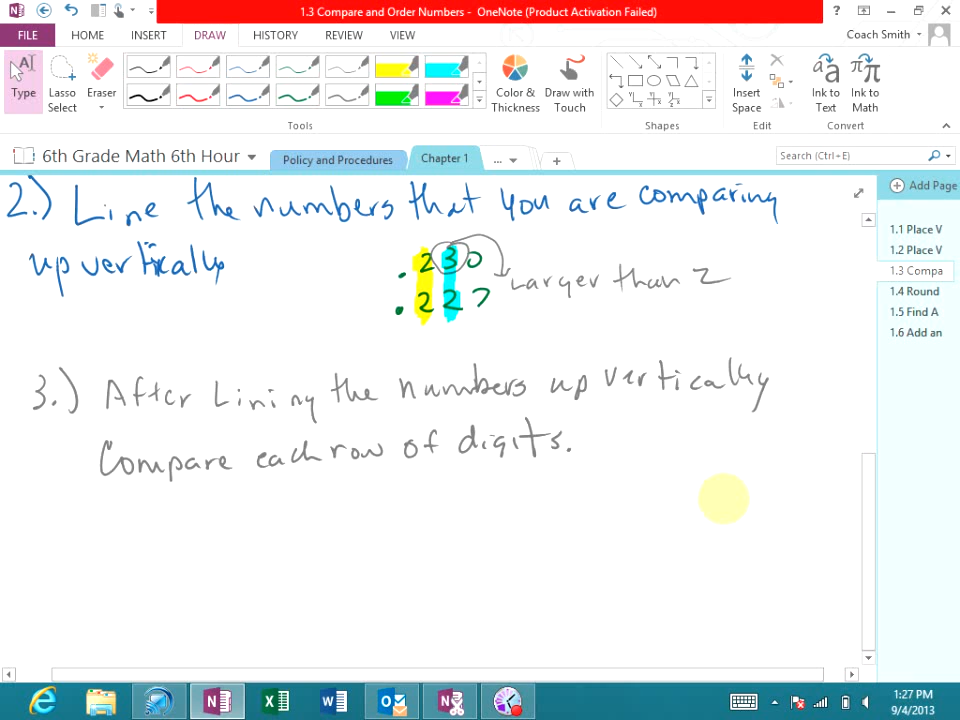 1.3 Compare and Order Numbers - OneNote (Product Activation Failed)
FILE HOME INSERT DRAW HISTORY REVIEW VIEW Coach Smith
Type
Lasso Select
Eraser
Color & Thickness
Draw with Touch
Insert Space
Ink to Text
Ink to Math
Tools Shapes Edit Convert
6th Grade Math 6th Hour Policy and Procedures Chapter 1 ... Search (Ctrl+E)
Add Page
1.1 Place V
1.2 Place V
1.3 Compa
1.4 Round
1.5 Find A
1.6 Add an
2.) Line the numbers that you are comparing
up vertically
.230
Larger than 2
.227
3.) After Lining the numbers up vertically
Compare each row of digits.
1:27 PM
9/4/2013